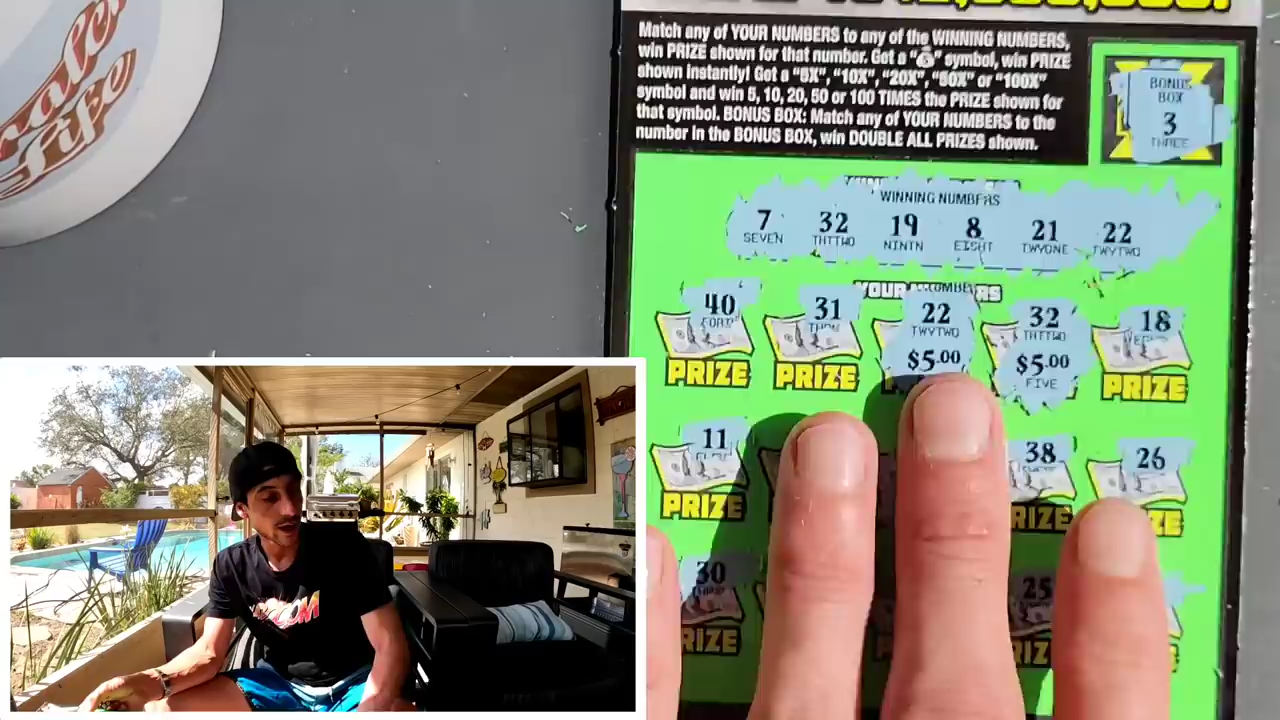 Life
Match any of YOUR NUMBERS to any of the WINNING NUMBERS,
win PRIZE shown for that number. Get a "💰" symbol, win PRIZE
shown instantly! Get a "5X", "10X", "20X", "50X" or "100X"
symbol and win 5, 10, 20, 50 or 100 TIMES the PRIZE shown for
that symbol. BONUS BOX: Match any of YOUR NUMBERS to the
number in the BONUS BOX, win DOUBLE ALL PRIZES shown.
BONUS
BOX
3
THREE
WINNING NUMBERS
7 32 19 8 21 22
SEVEN THTTWO NINTN EIGHT TWYONE TWYTWO
40 31 22 32 18
TWYTWO THTTWO
$5.00 $5.00
FIVE
PRIZE PRIZE PRIZE
11 38 26
PRIZE
30 25